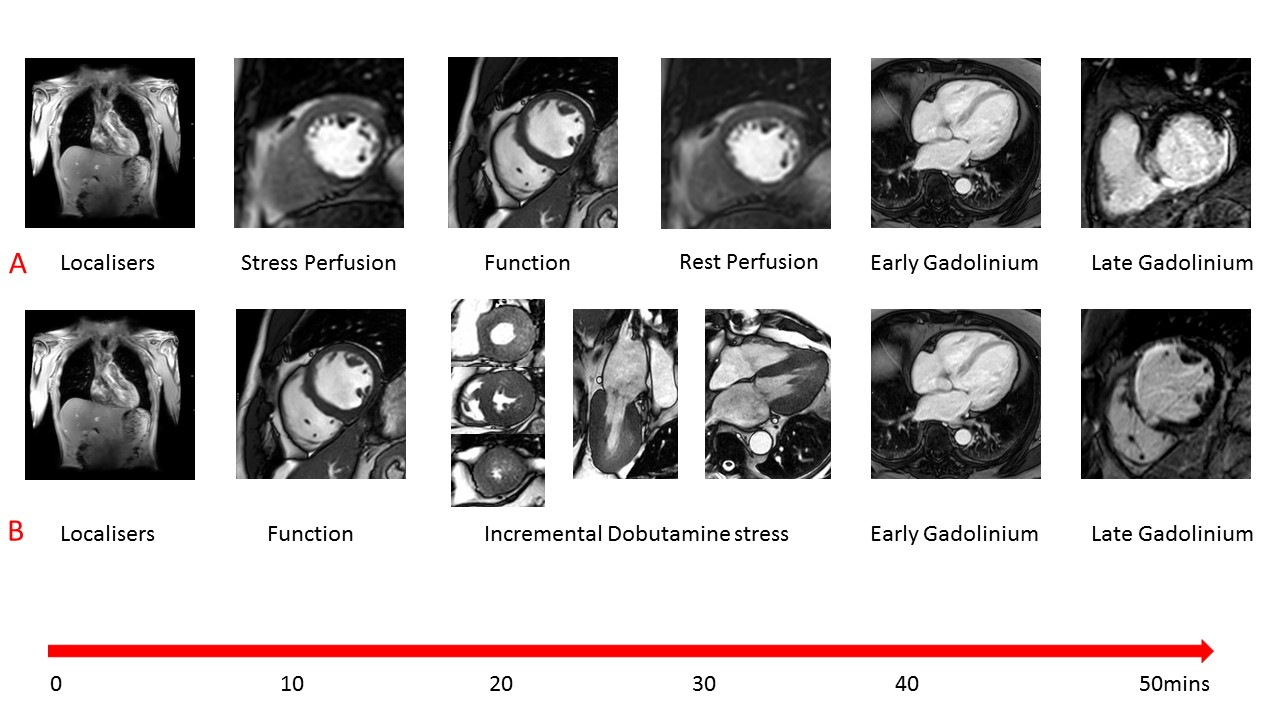 A Localisers Stress Perfusion Function Rest Perfusion Early Gadolinium Late Gadolinium
B Localisers Function Incremental Dobutamine stress Early Gadolinium Late Gadolinium
0 10 20 30 40 50mins